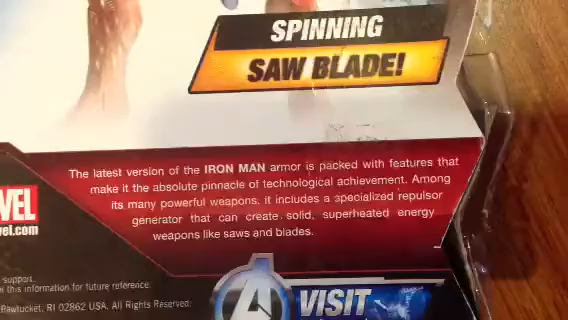 SPINNING
SAW BLADE!
The latest version of the IRON MAN armor is packed with features that
make it the absolute pinnacle of technological achievement. Among
its many powerful weapons, it includes a specialized repulsor
generator that can create solid, superheated energy
weapons like saws and blades.
VEL
vel.com
support.
this information for future reference.
Pawtucket, RI 02862 USA. All Rights Reserved.
VISIT